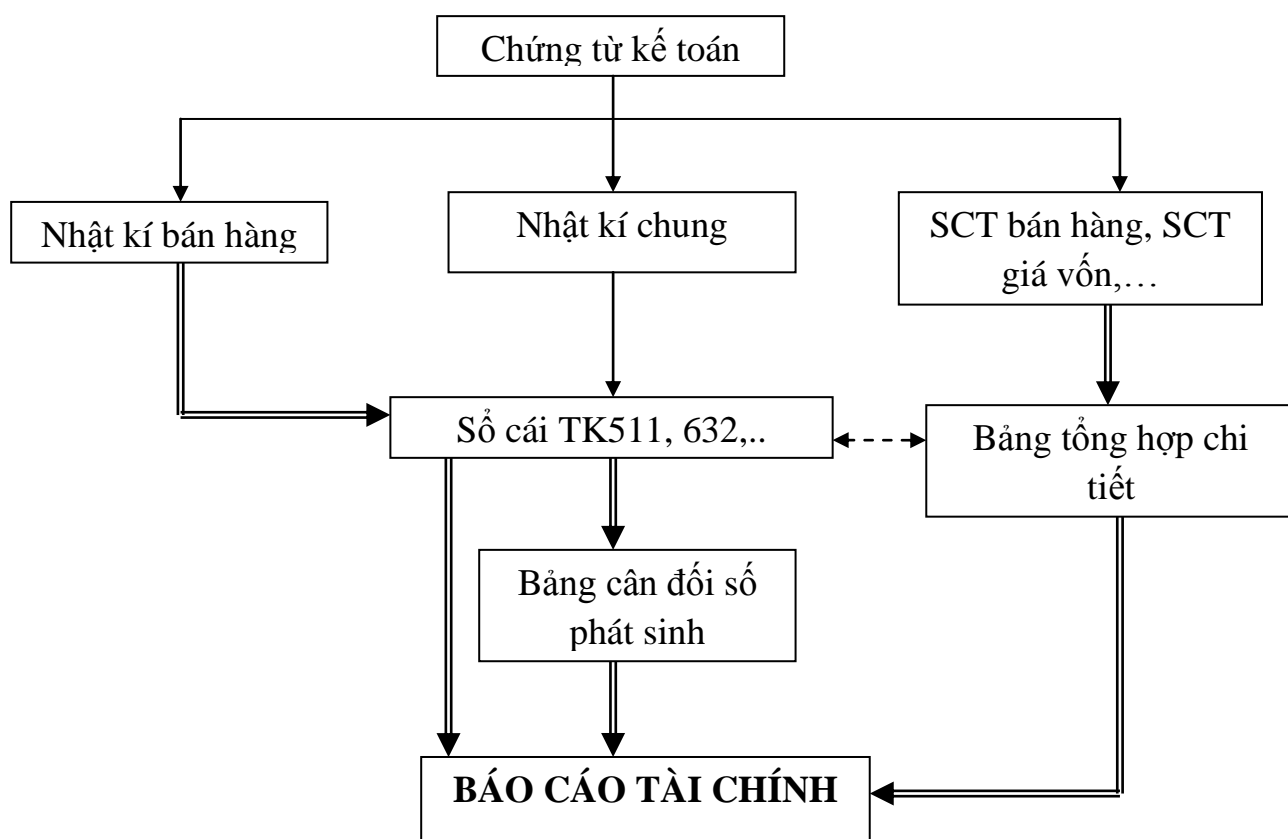 Chứng từ kế toán
Nhật kí bán hàng
Nhật kí chung
SCT bán hàng, SCT
giá vốn,…
Sổ cái TK511, 632,..
Bảng tổng hợp chi
tiết
Bảng cân đối số
phát sinh
BÁO CÁO TÀI CHÍNH